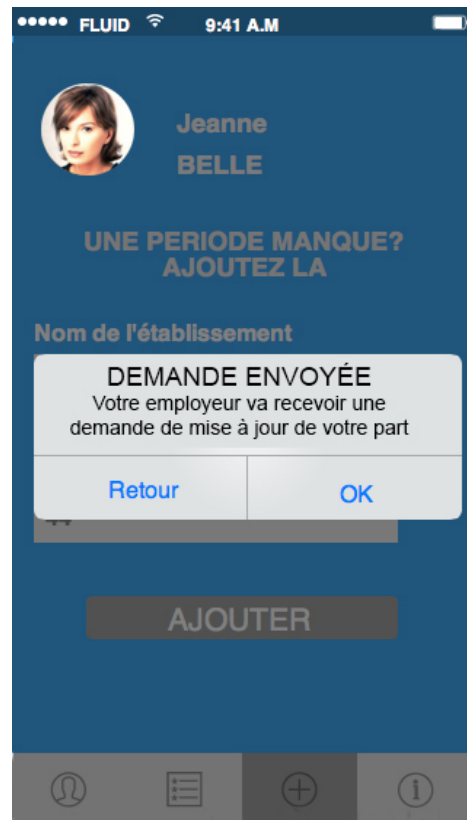 FLUID 9:41 A.M
Jeanne
BELLE
UNE PERIODE MANQUE?
AJOUTEZ LA
Nom de l'établissement
DEMANDE ENVOYÉE
Votre employeur va recevoir une
demande de mise à jour de votre part
Retour OK
AJOUTER